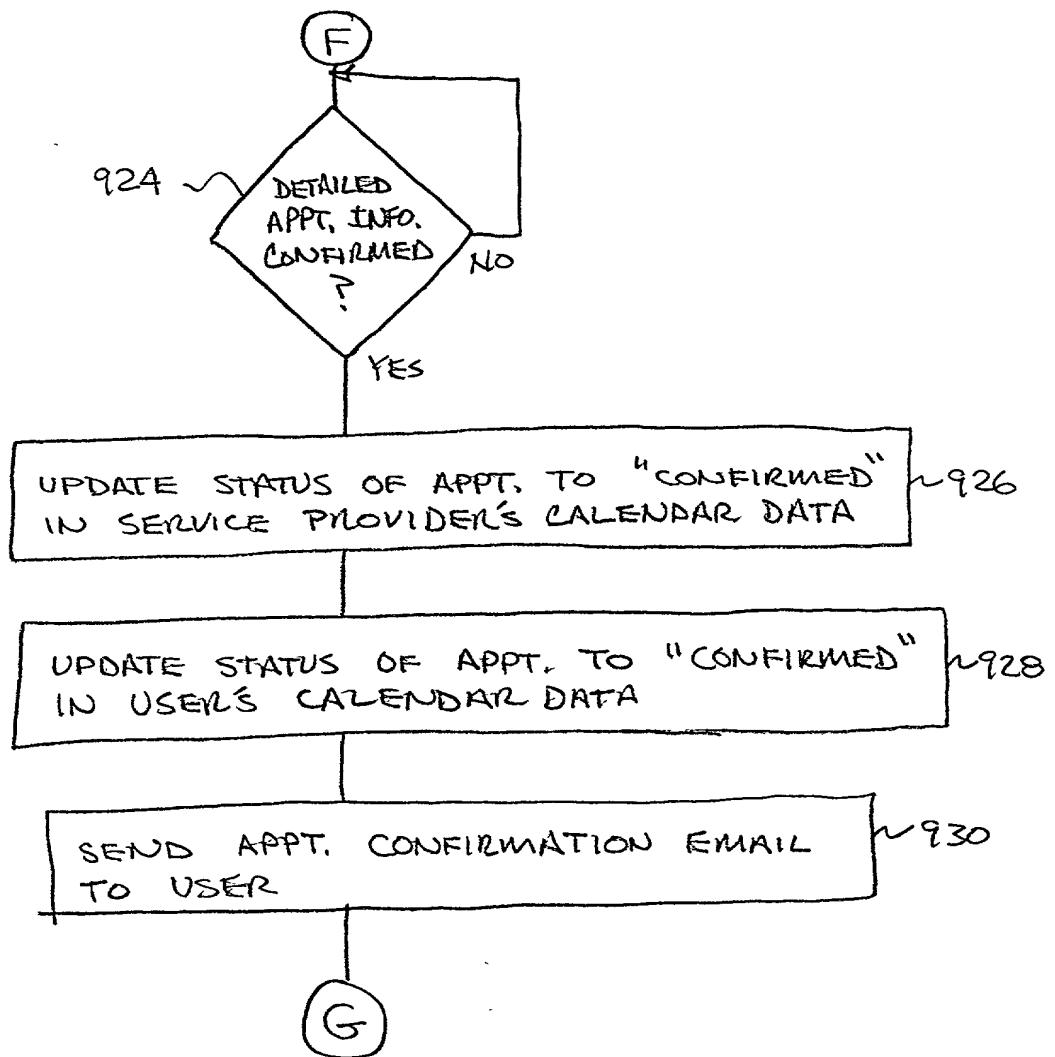 F
924
DETAILED
APPT. INFO.
CONFIRMED
?
NO
YES
UPDATE STATUS OF APPT. TO "CONFIRMED"
IN SERVICE PROVIDER'S CALENDAR DATA
926
UPDATE STATUS OF APPT. TO "CONFIRMED"
IN USER'S CALENDAR DATA
928
SEND APPT. CONFIRMATION EMAIL
TO USER
930
G